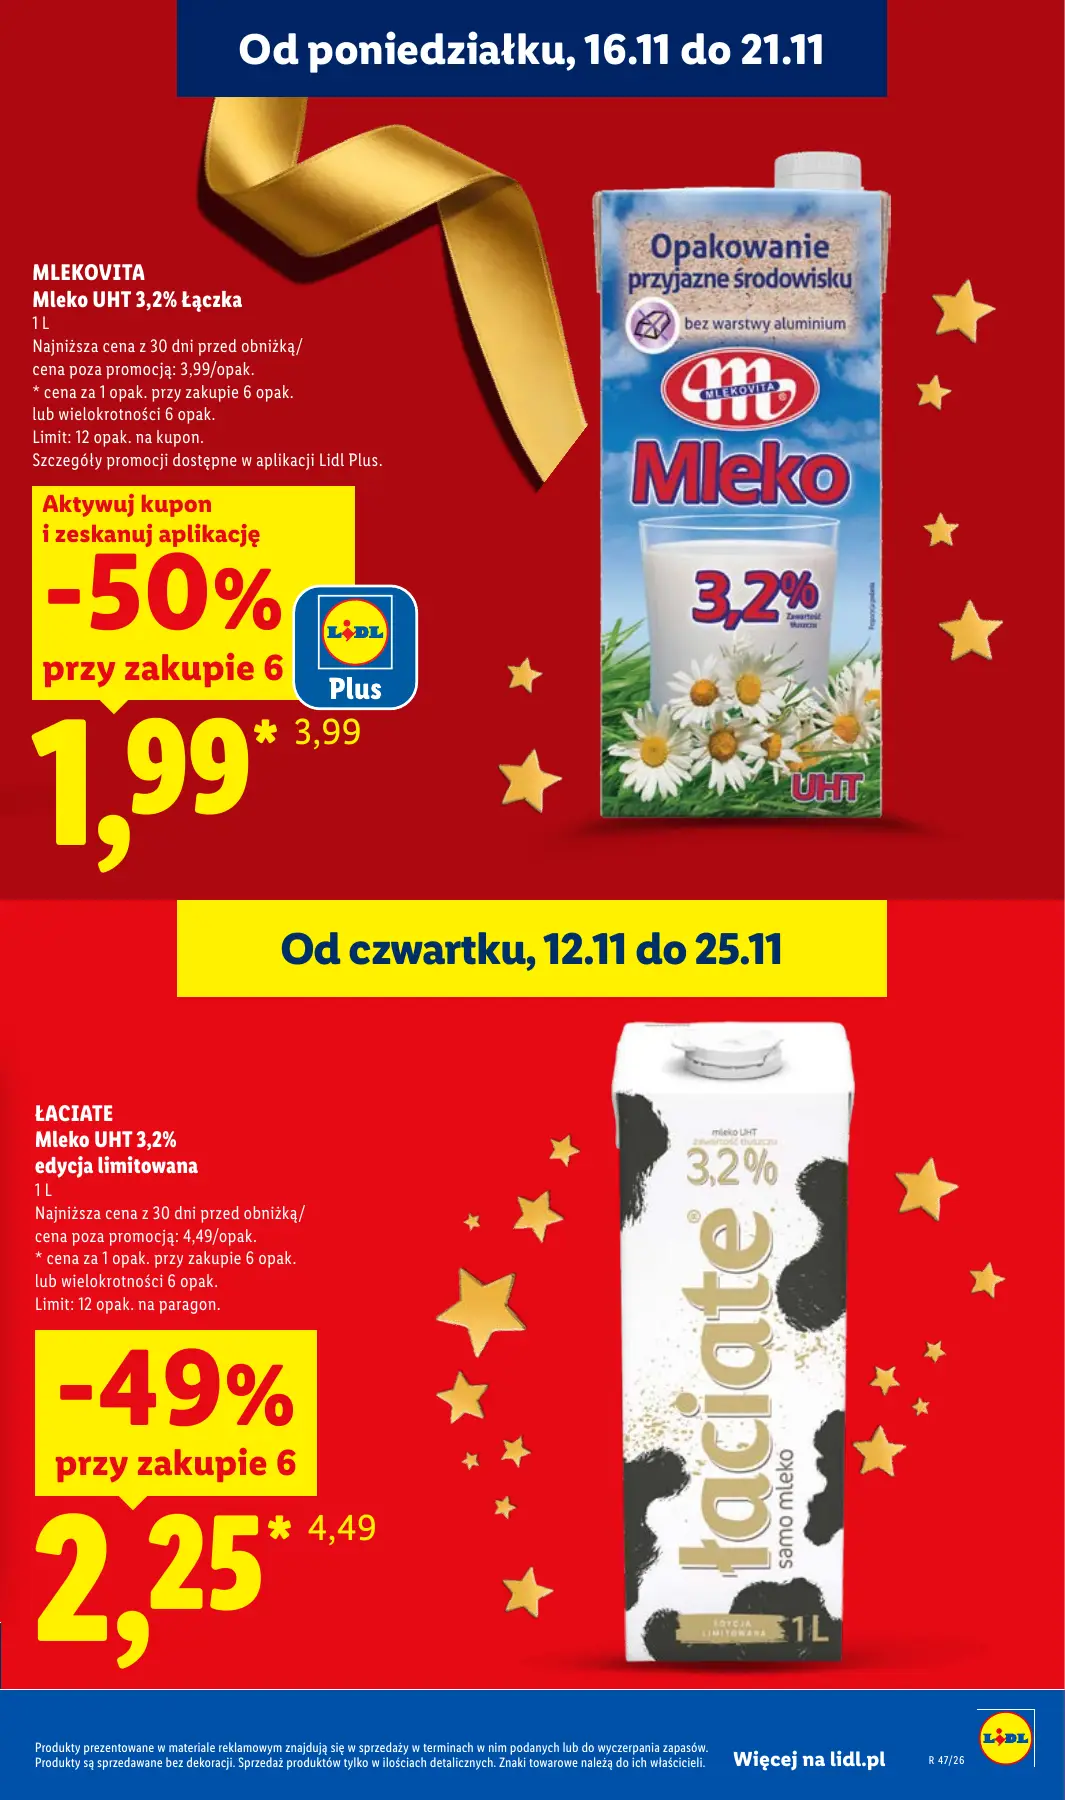 Od poniedziałku, 16.11 do 21.11
MLEKOVITA
Mleko UHT 3,2% Łączka
1 L
Najniższa cena z 30 dni przed obniżką/
cena poza promocją: 3,99/opak.
* cena za 1 opak. przy zakupie 6 opak.
lub wielokrotności 6 opak.
Limit: 12 opak. na kupon.
Szczegóły promocji dostępne w aplikacji Lidl Plus.
Aktywuj kupon
i zeskanuj aplikację
-50%
przy zakupie 6
LIDL
Plus
1,99* 3,99
Opakowanie
przyjazne środowisku
bez warstwy aluminium
MLEKOVITA
Mleko
3,2%
Zawartość
tłuszczu
UHT
Od czwartku, 12.11 do 25.11
ŁACIATE
Mleko UHT 3,2%
edycja limitowana
1 L
Najniższa cena z 30 dni przed obniżką/
cena poza promocją: 4,49/opak.
* cena za 1 opak. przy zakupie 6 opak.
lub wielokrotności 6 opak.
Limit: 12 opak. na paragon.
-49%
przy zakupie 6
2,25* 4,49
mleko UHT
zawartość tłuszczu
3,2%
łaciate®
samo mleko
EDYCJA
LIMITOWANA
1L
Produkty prezentowane w materiale reklamowym znajdują się w sprzedaży w terminach w nim podanych lub do wyczerpania zapasów.
Produkty są sprzedawane bez dekoracji. Sprzedaż produktów tylko w ilościach detalicznych. Znaki towarowe należą do ich właścicieli.
Więcej na lidl.pl
R 47/26
LIDL